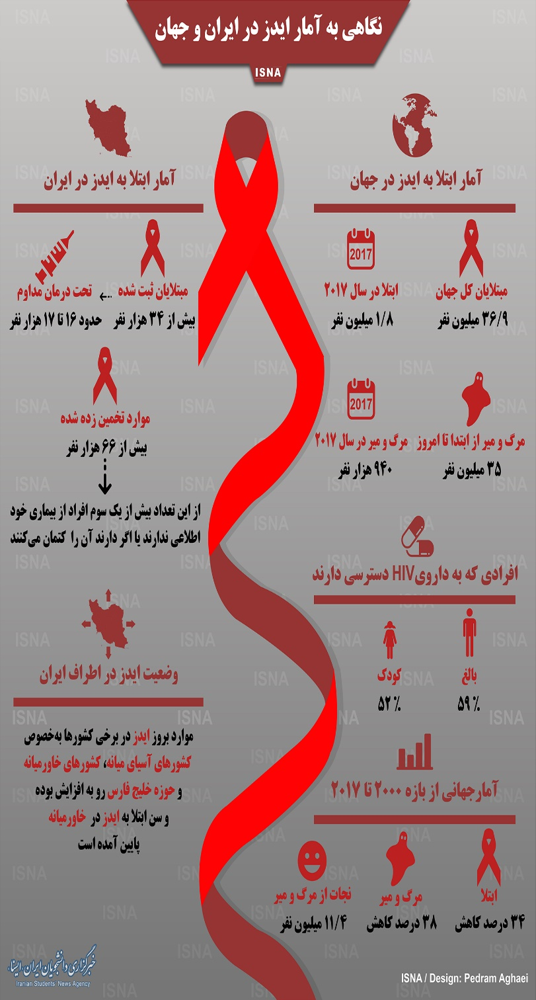 نگاهی به آمار ایدز در ایران و جهان
ISNA
آمار ابتلا به ایدز در جهان
مبتلایان کل جهان
۳۶/۹ میلیون نفر
2017
ابتلا در سال ۲۰۱۷
۱/۸ میلیون نفر
مرگ و میر از ابتدا تا امروز
۳۵ میلیون نفر
2017
مرگ و میر در سال ۲۰۱۷
۹۴۰ هزار نفر
افرادی که به داروی HIV دسترسی دارند
بالغ
۵۹ %
کودک
۵۲ %
آمار جهانی از بازه ۲۰۰۰ تا ۲۰۱۷
ابتلا
۳۴ درصد کاهش
مرگ و میر
۳۸ درصد کاهش
نجات از مرگ و میر
۱۱/۴ میلیون نفر
آمار ابتلا به ایدز در ایران
مبتلایان ثبت شده
بیش از ۳۴ هزار نفر
تحت درمان مداوم
حدود ۱۶ تا ۱۷ هزار نفر
موارد تخمین زده شده
بیش از ۶۶ هزار نفر
از این تعداد بیش از یک سوم افراد از بیماری خود
اطلاعی ندارند یا اگر دارند آن را کتمان می‌کنند
وضعیت ایدز در اطراف ایران
موارد بروز ایدز در برخی کشورها به‌خصوص
کشورهای آسیای میانه، کشورهای خاورمیانه
و حوزه خلیج فارس رو به افزایش بوده
و سن ابتلا به ایدز در خاورمیانه
پایین آمده است
خبرگزاری دانشجویان ایران، ایسنا
Iranian Students' News Agency
ISNA / Design: Pedram Aghaei